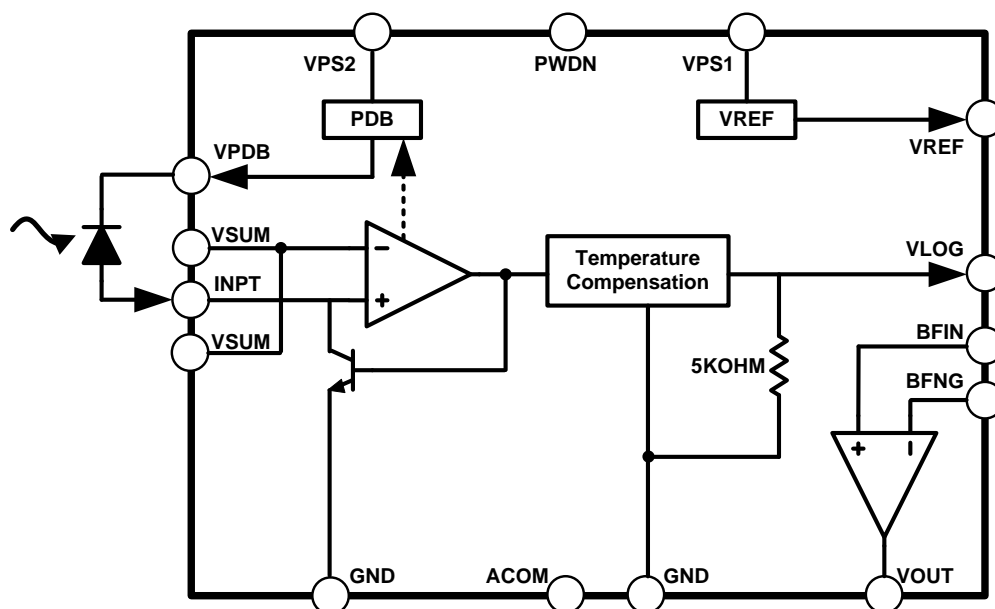 VPS2
PWDN
VPS1
PDB
VREF
VREF
VPDB
VSUM
INPT
VSUM
−
+
Temperature
Compensation
VLOG
5KOHM
BFIN
BFNG
+
−
GND
ACOM
GND
VOUT